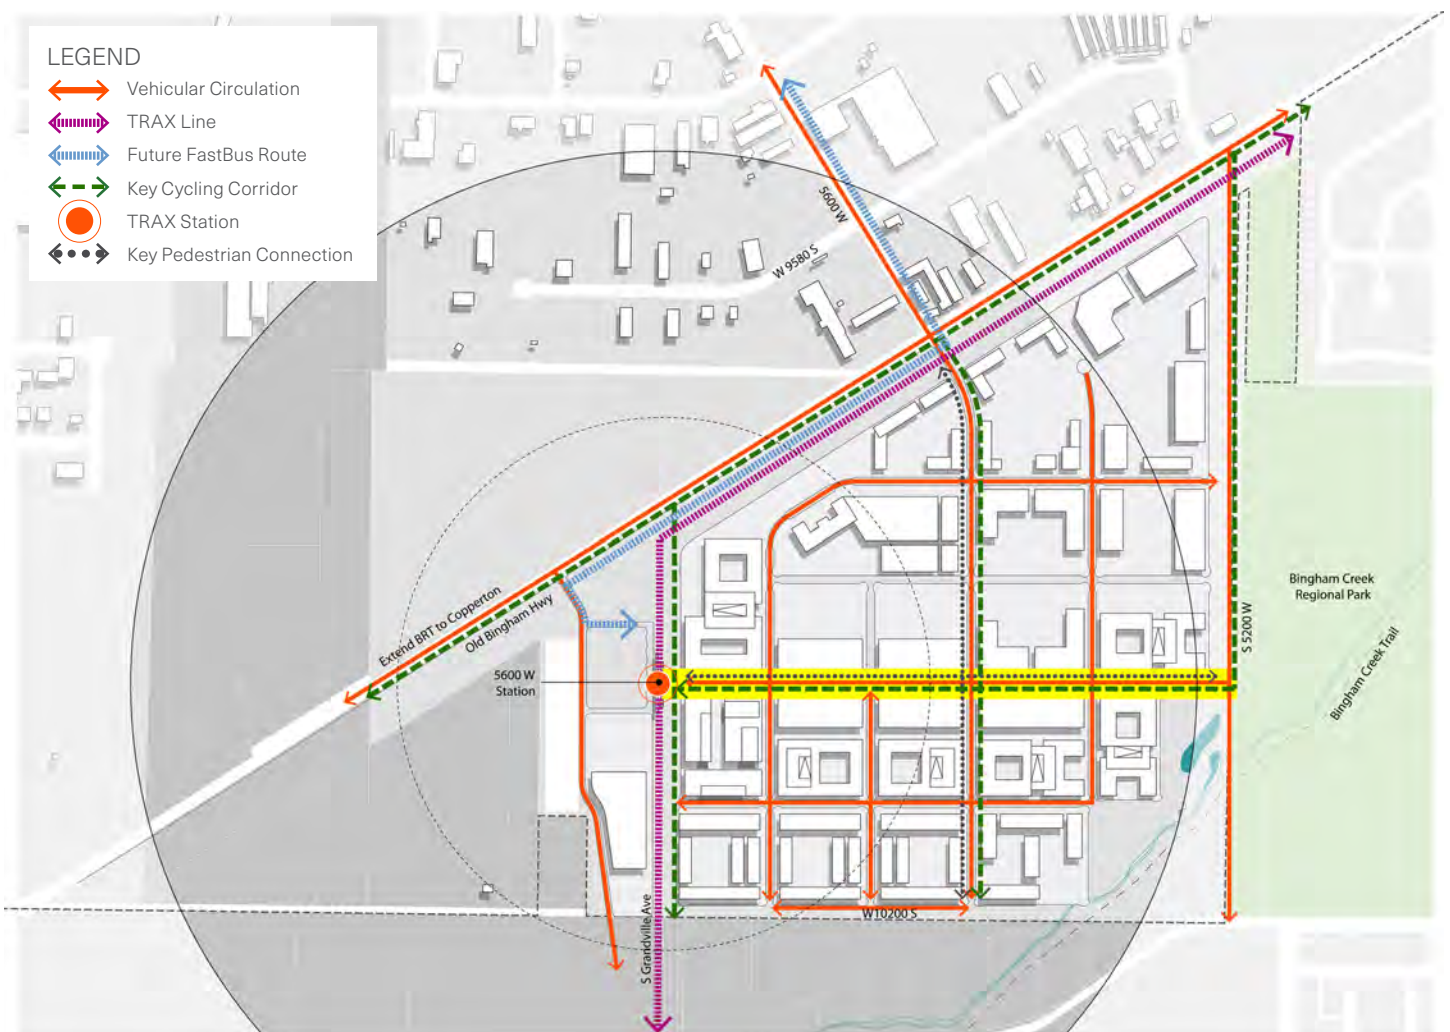 LEGEND
Vehicular Circulation
TRAX Line
Future FastBus Route
Key Cycling Corridor
TRAX Station
Key Pedestrian Connection
5600 W
W 9580 S
Extend BRT to Copperton
Old Bingham Hwy
Bingham Creek
Regional Park
S 5200 W
Bingham Creek Trail
5600 W
Station
W10200 S
S Grandville Ave